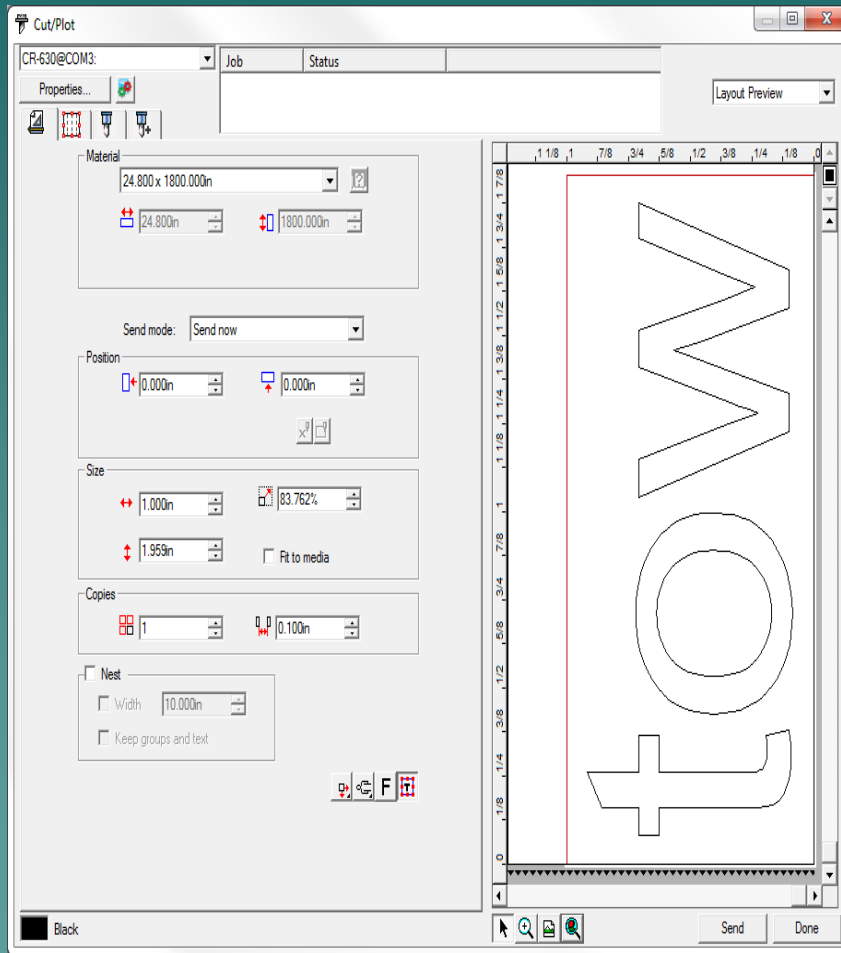 Cut/Plot
CR-630@COM3:
Job Status
Properties...
Layout Preview
Material
24.800 x 1800.000in
24.800in 1800.000in
Send mode: Send now
Position
0.000in 0.000in
Size
1.000in 83.762%
1.959in Fit to media
Copies
1 0.100in
Nest
Width 10.000in
Keep groups and text
F T
Black
1 1/8 1 7/8 3/4 5/8 1/2 3/8 1/4 1/8 0
1 7/8
1 3/4
1 5/8
1 1/2
1 3/8
1 1/4
1 1/8
1
7/8
3/4
5/8
1/2
3/8
1/4
1/8
0
tow
Send Done